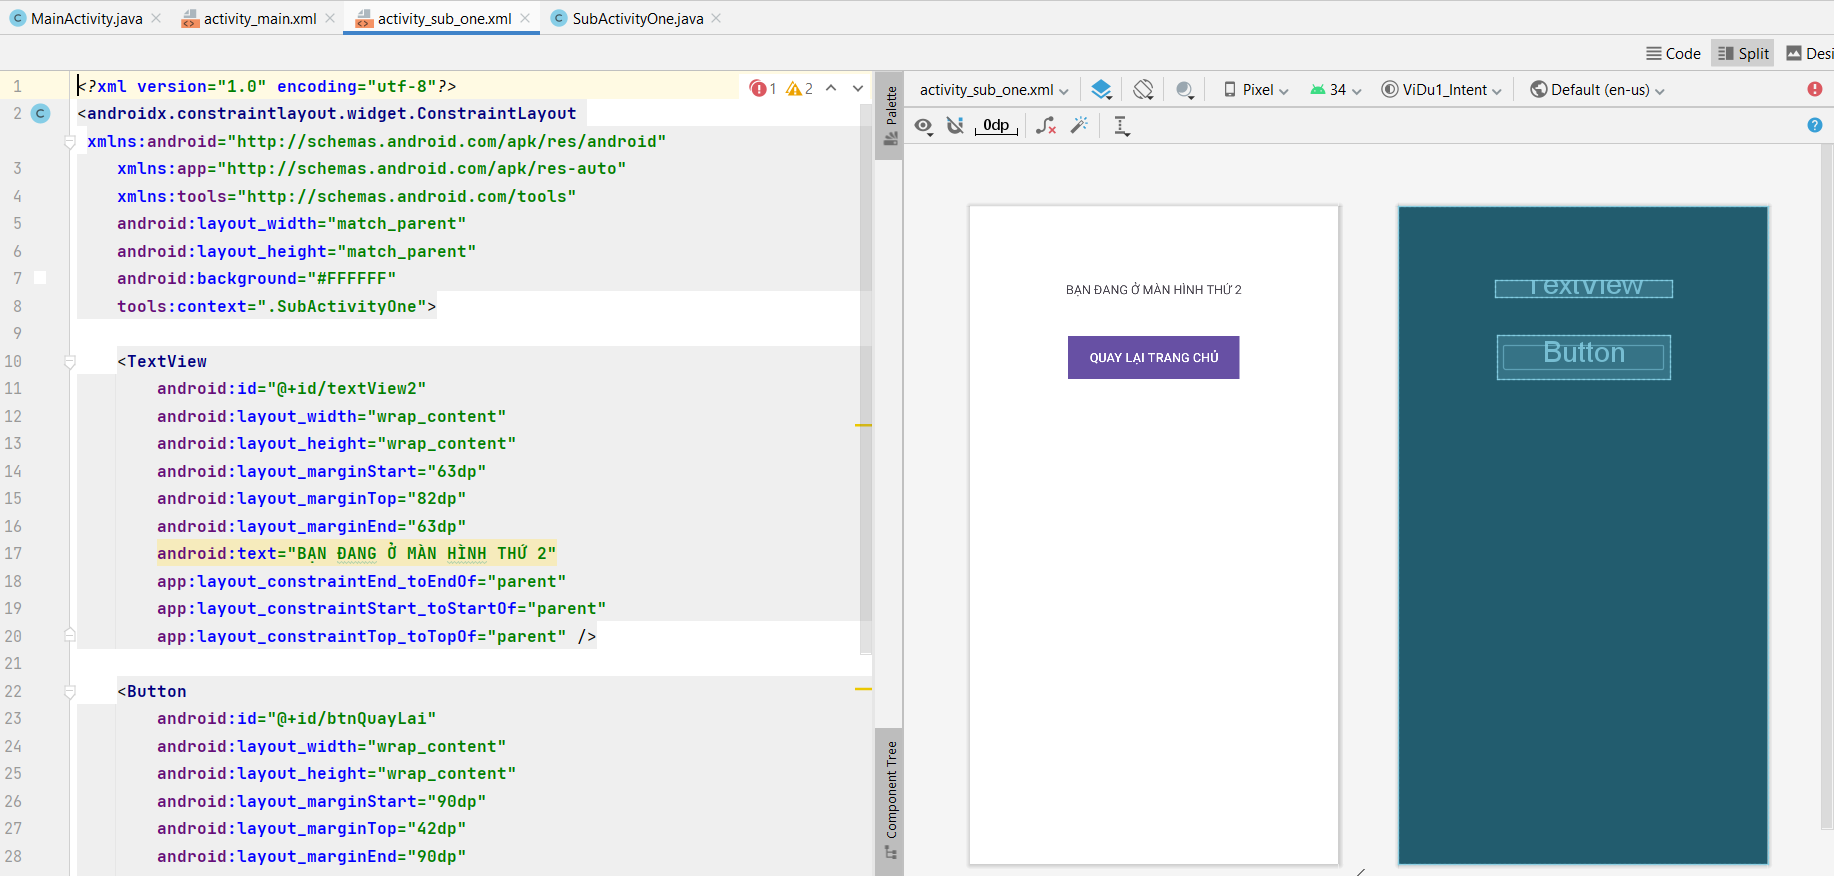 MainActivity.java
activity_main.xml
activity_sub_one.xml
SubActivityOne.java
Code
Split
Desi
1 <?xml version="1.0" encoding="utf-8"?>
1 2
2 <androidx.constraintlayout.widget.ConstraintLayout
xmlns:android="http://schemas.android.com/apk/res/android"
3 xmlns:app="http://schemas.android.com/apk/res-auto"
4 xmlns:tools="http://schemas.android.com/tools"
5 android:layout_width="match_parent"
6 android:layout_height="match_parent"
7 android:background="#FFFFFF"
8 tools:context=".SubActivityOne">
9
10 <TextView
11 android:id="@+id/textView2"
12 android:layout_width="wrap_content"
13 android:layout_height="wrap_content"
14 android:layout_marginStart="63dp"
15 android:layout_marginTop="82dp"
16 android:layout_marginEnd="63dp"
17 android:text="BẠN ĐANG Ở MÀN HÌNH THỨ 2"
18 app:layout_constraintEnd_toEndOf="parent"
19 app:layout_constraintStart_toStartOf="parent"
20 app:layout_constraintTop_toTopOf="parent" />
21
22 <Button
23 android:id="@+id/btnQuayLai"
24 android:layout_width="wrap_content"
25 android:layout_height="wrap_content"
26 android:layout_marginStart="90dp"
27 android:layout_marginTop="42dp"
28 android:layout_marginEnd="90dp"
Palette
Component Tree
activity_sub_one.xml
Pixel
34
ViDu1_Intent
Default (en-us)
0dp
BẠN ĐANG Ở MÀN HÌNH THỨ 2
QUAY LẠI TRANG CHỦ
TextView
Button